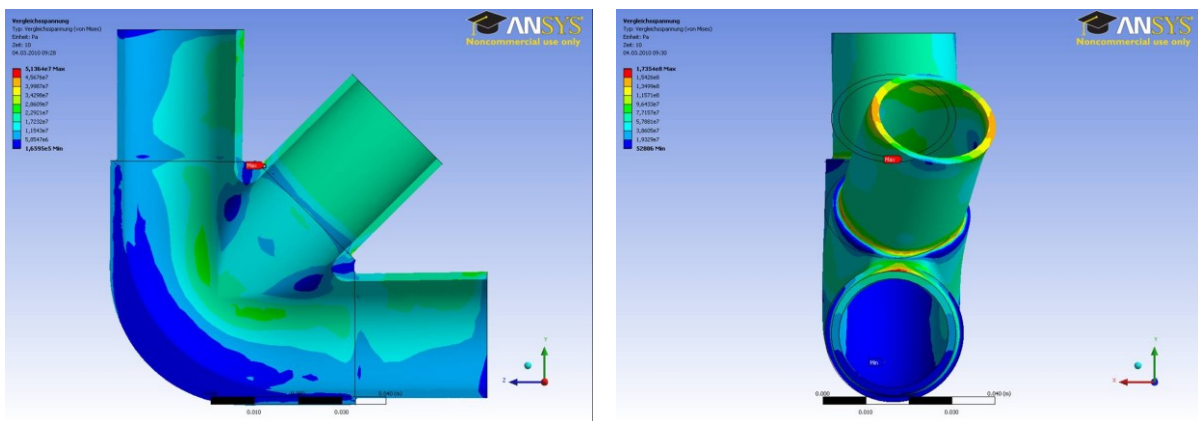 Vergleichsspannung
Typ: Vergleichsspannung (von Mises)
Einheit: Pa
Zeit: 10
04.03.2010 09:28
5,1364e7 Max
4,5676e7
3,9987e7
3,4298e7
2,8609e7
2,2921e7
1,7232e7
1,1543e7
5,8547e6
1,6595e5 Min
ANSYS
Noncommercial use only
Max
Y
Z
0.040 (m)
0.010
0.030
Vergleichsspannung
Typ: Vergleichsspannung (von Mises)
Einheit: Pa
Zeit: 10
04.03.2010 09:30
1,7354e8 Max
1,5426e8
1,3499e8
1,1571e8
9,6433e7
7,7157e7
5,7881e7
3,8605e7
1,9329e7
52886 Min
ANSYS
Noncommercial use only
Max
Min
Y
X
0.000
0.040 (m)
0.010
0.030